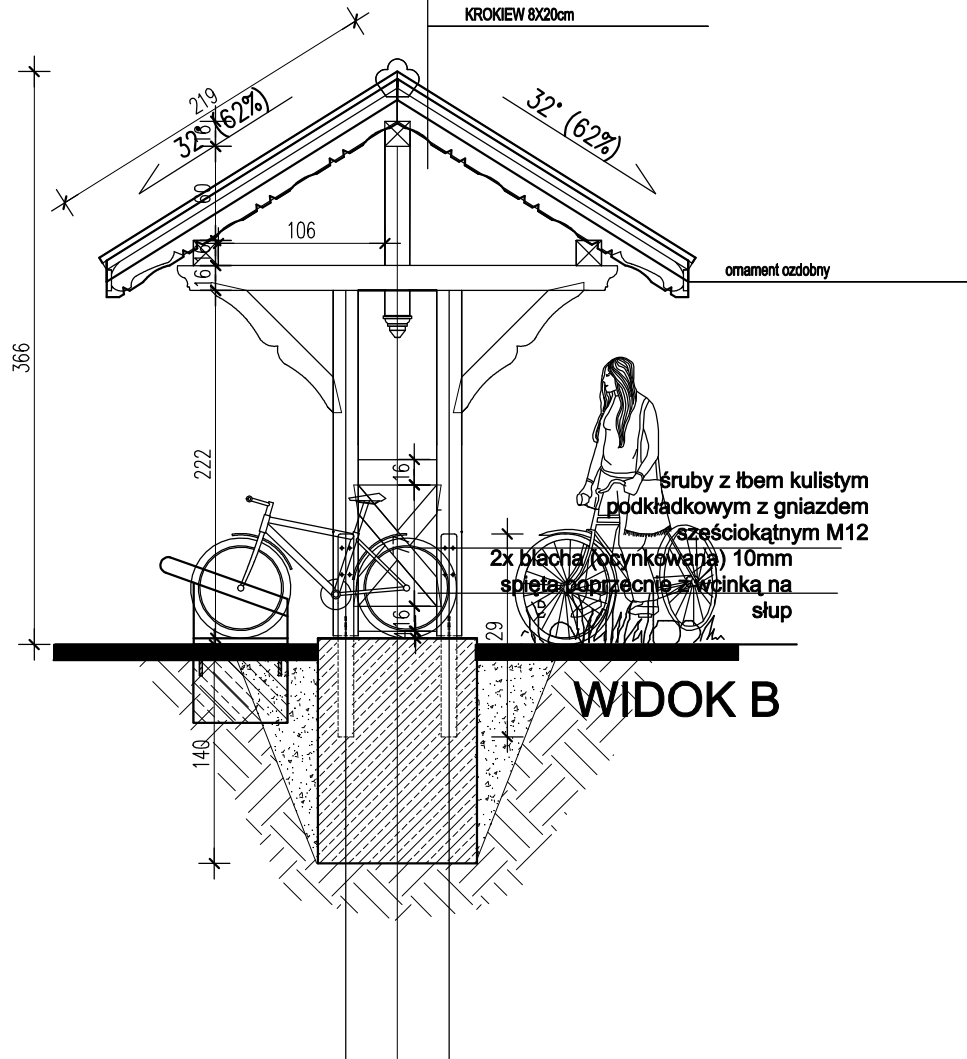 KROKIEW 8X20cm
219
32° (62%)
32° (62%)
16
60
106
16
16
ornament ozdobny
366
222
16
śruby z łbem kulistym
podkładkowym z gniazdem
sześciokątnym M12
2x blacha (ocynkowana) 10mm
spięta poprzecznie z wcinką na
słup
16
29
WIDOK B
140